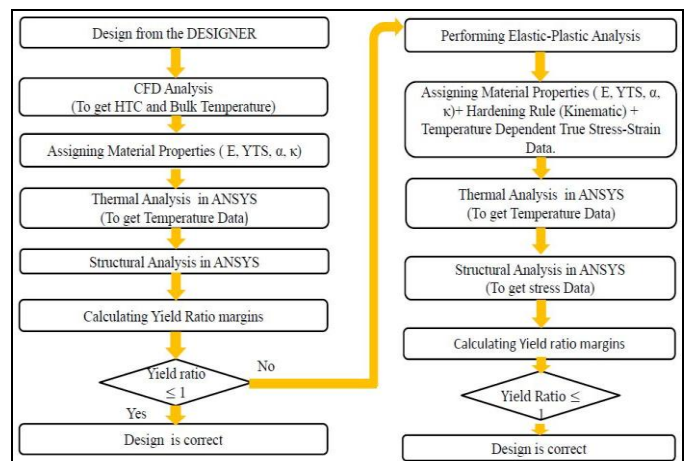 Design from the DESIGNER
CFD Analysis
(To get HTC and Bulk Temperature)
Assigning Material Properties ( E, YTS, α, κ)
Thermal Analysis in ANSYS
(To get Temperature Data)
Structural Analysis in ANSYS
Calculating Yield Ratio margins
Yield ratio
≤ 1
No
Yes
Design is correct
Performing Elastic-Plastic Analysis
Assigning Material Properties ( E, YTS, α,
κ)+ Hardening Rule (Kinematic) +
Temperature Dependent True Stress-Strain
Data.
Thermal Analysis in ANSYS
(To get Temperature Data)
Structural Analysis in ANSYS
(To get stress Data)
Calculating Yield ratio margins
Yield Ratio ≤
1
Design is correct